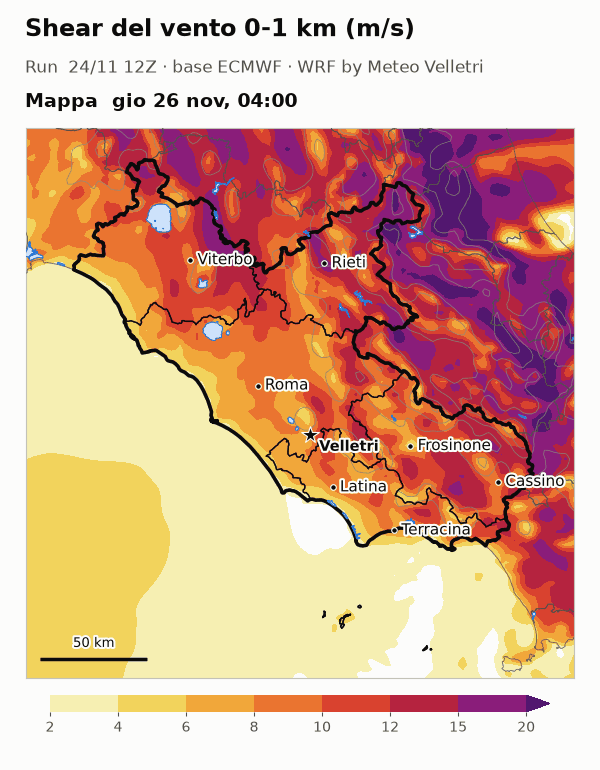 Shear del vento 0-1 km (m/s)
Run  24/11 12Z · base ECMWF · WRF by Meteo Velletri
Mappa  gio 26 nov, 04:00
Viterbo
Rieti
Roma
Velletri
Frosinone
Cassino
Latina
Terracina
50 km
2 4 6 8 10 12 15 20